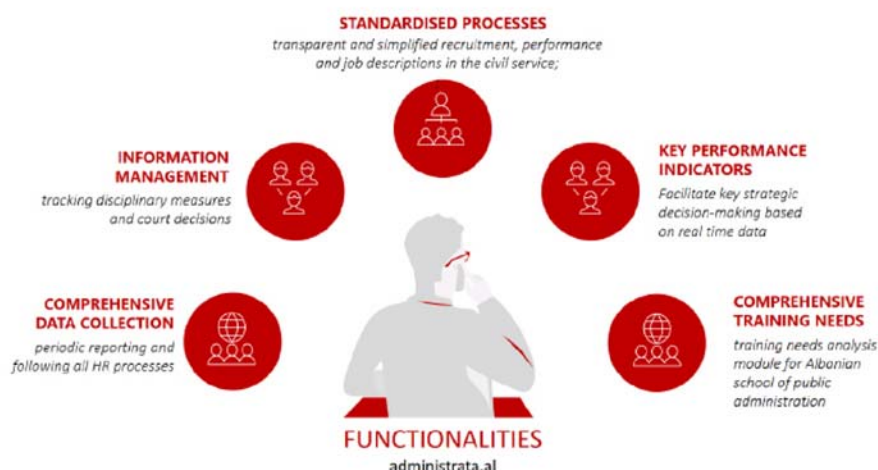 STANDARDISED PROCESSES
transparent and simplified recruitment, performance
and job descriptions in the civil service;
INFORMATION
MANAGEMENT
tracking disciplinary measures
and court decisions
KEY PERFORMANCE
INDICATORS
Facilitate key strategic
decision-making based
on real time data
COMPREHENSIVE
DATA COLLECTION
periodic reporting and
following all HR processes
COMPREHENSIVE
TRAINING NEEDS
training needs analysis
module for Albanian
school of public
administration
FUNCTIONALITIES
administrata.al